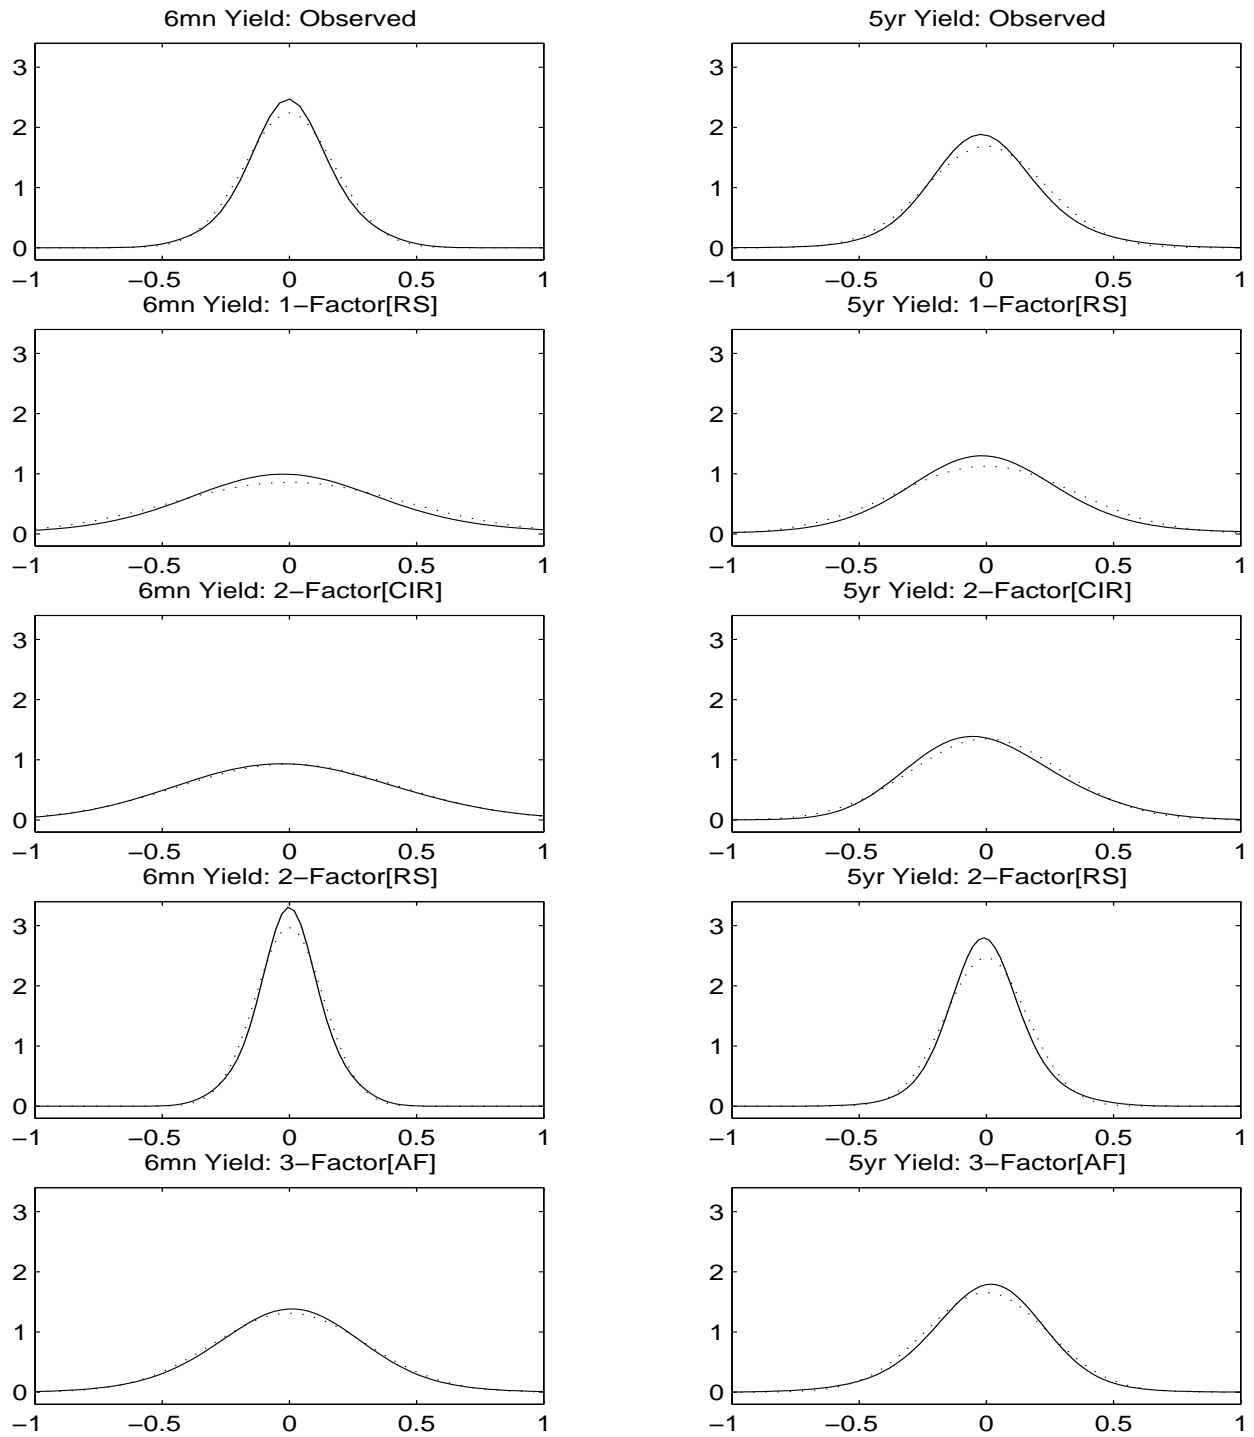 6mn Yield: Observed
3
2
1
0
−1 −0.5 0 0.5 1
5yr Yield: Observed
3
2
1
0
−1 −0.5 0 0.5 1
6mn Yield: 1−Factor[RS]
3
2
1
0
−1 −0.5 0 0.5 1
5yr Yield: 1−Factor[RS]
3
2
1
0
−1 −0.5 0 0.5 1
6mn Yield: 2−Factor[CIR]
3
2
1
0
−1 −0.5 0 0.5 1
5yr Yield: 2−Factor[CIR]
3
2
1
0
−1 −0.5 0 0.5 1
6mn Yield: 2−Factor[RS]
3
2
1
0
−1 −0.5 0 0.5 1
5yr Yield: 2−Factor[RS]
3
2
1
0
−1 −0.5 0 0.5 1
6mn Yield: 3−Factor[AF]
3
2
1
0
−1 −0.5 0 0.5 1
5yr Yield: 3−Factor[AF]
3
2
1
0
−1 −0.5 0 0.5 1